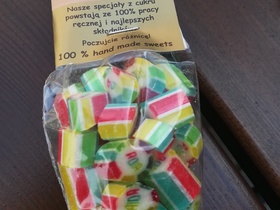 Nasze specjały z cukru
powstają ze 100% pracy
ręcznej i najlepszych
składników.
Poczujcie różnicę!
100 % hand made sweets